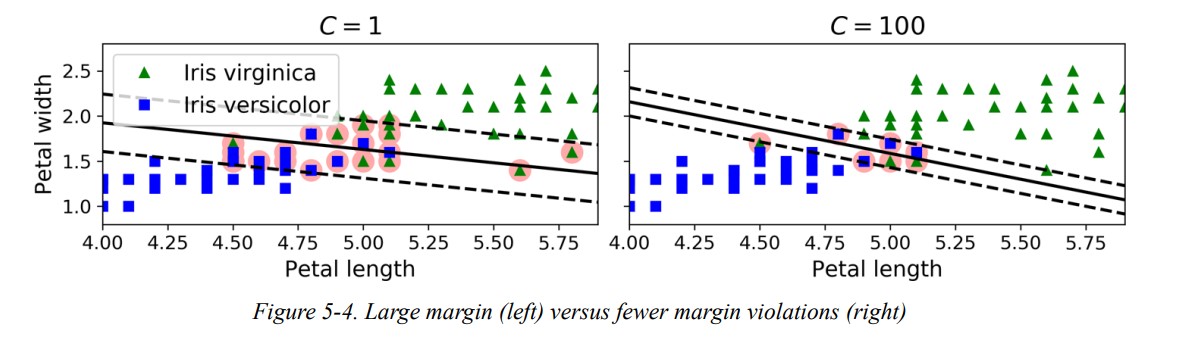 C = 1
C = 100
Iris virginica
Iris versicolor
Petal width
2.5
2.0
1.5
1.0
4.00 4.25 4.50 4.75 5.00 5.25 5.50 5.75
4.00 4.25 4.50 4.75 5.00 5.25 5.50 5.75
Petal length
Petal length
Figure 5-4. Large margin (left) versus fewer margin violations (right)